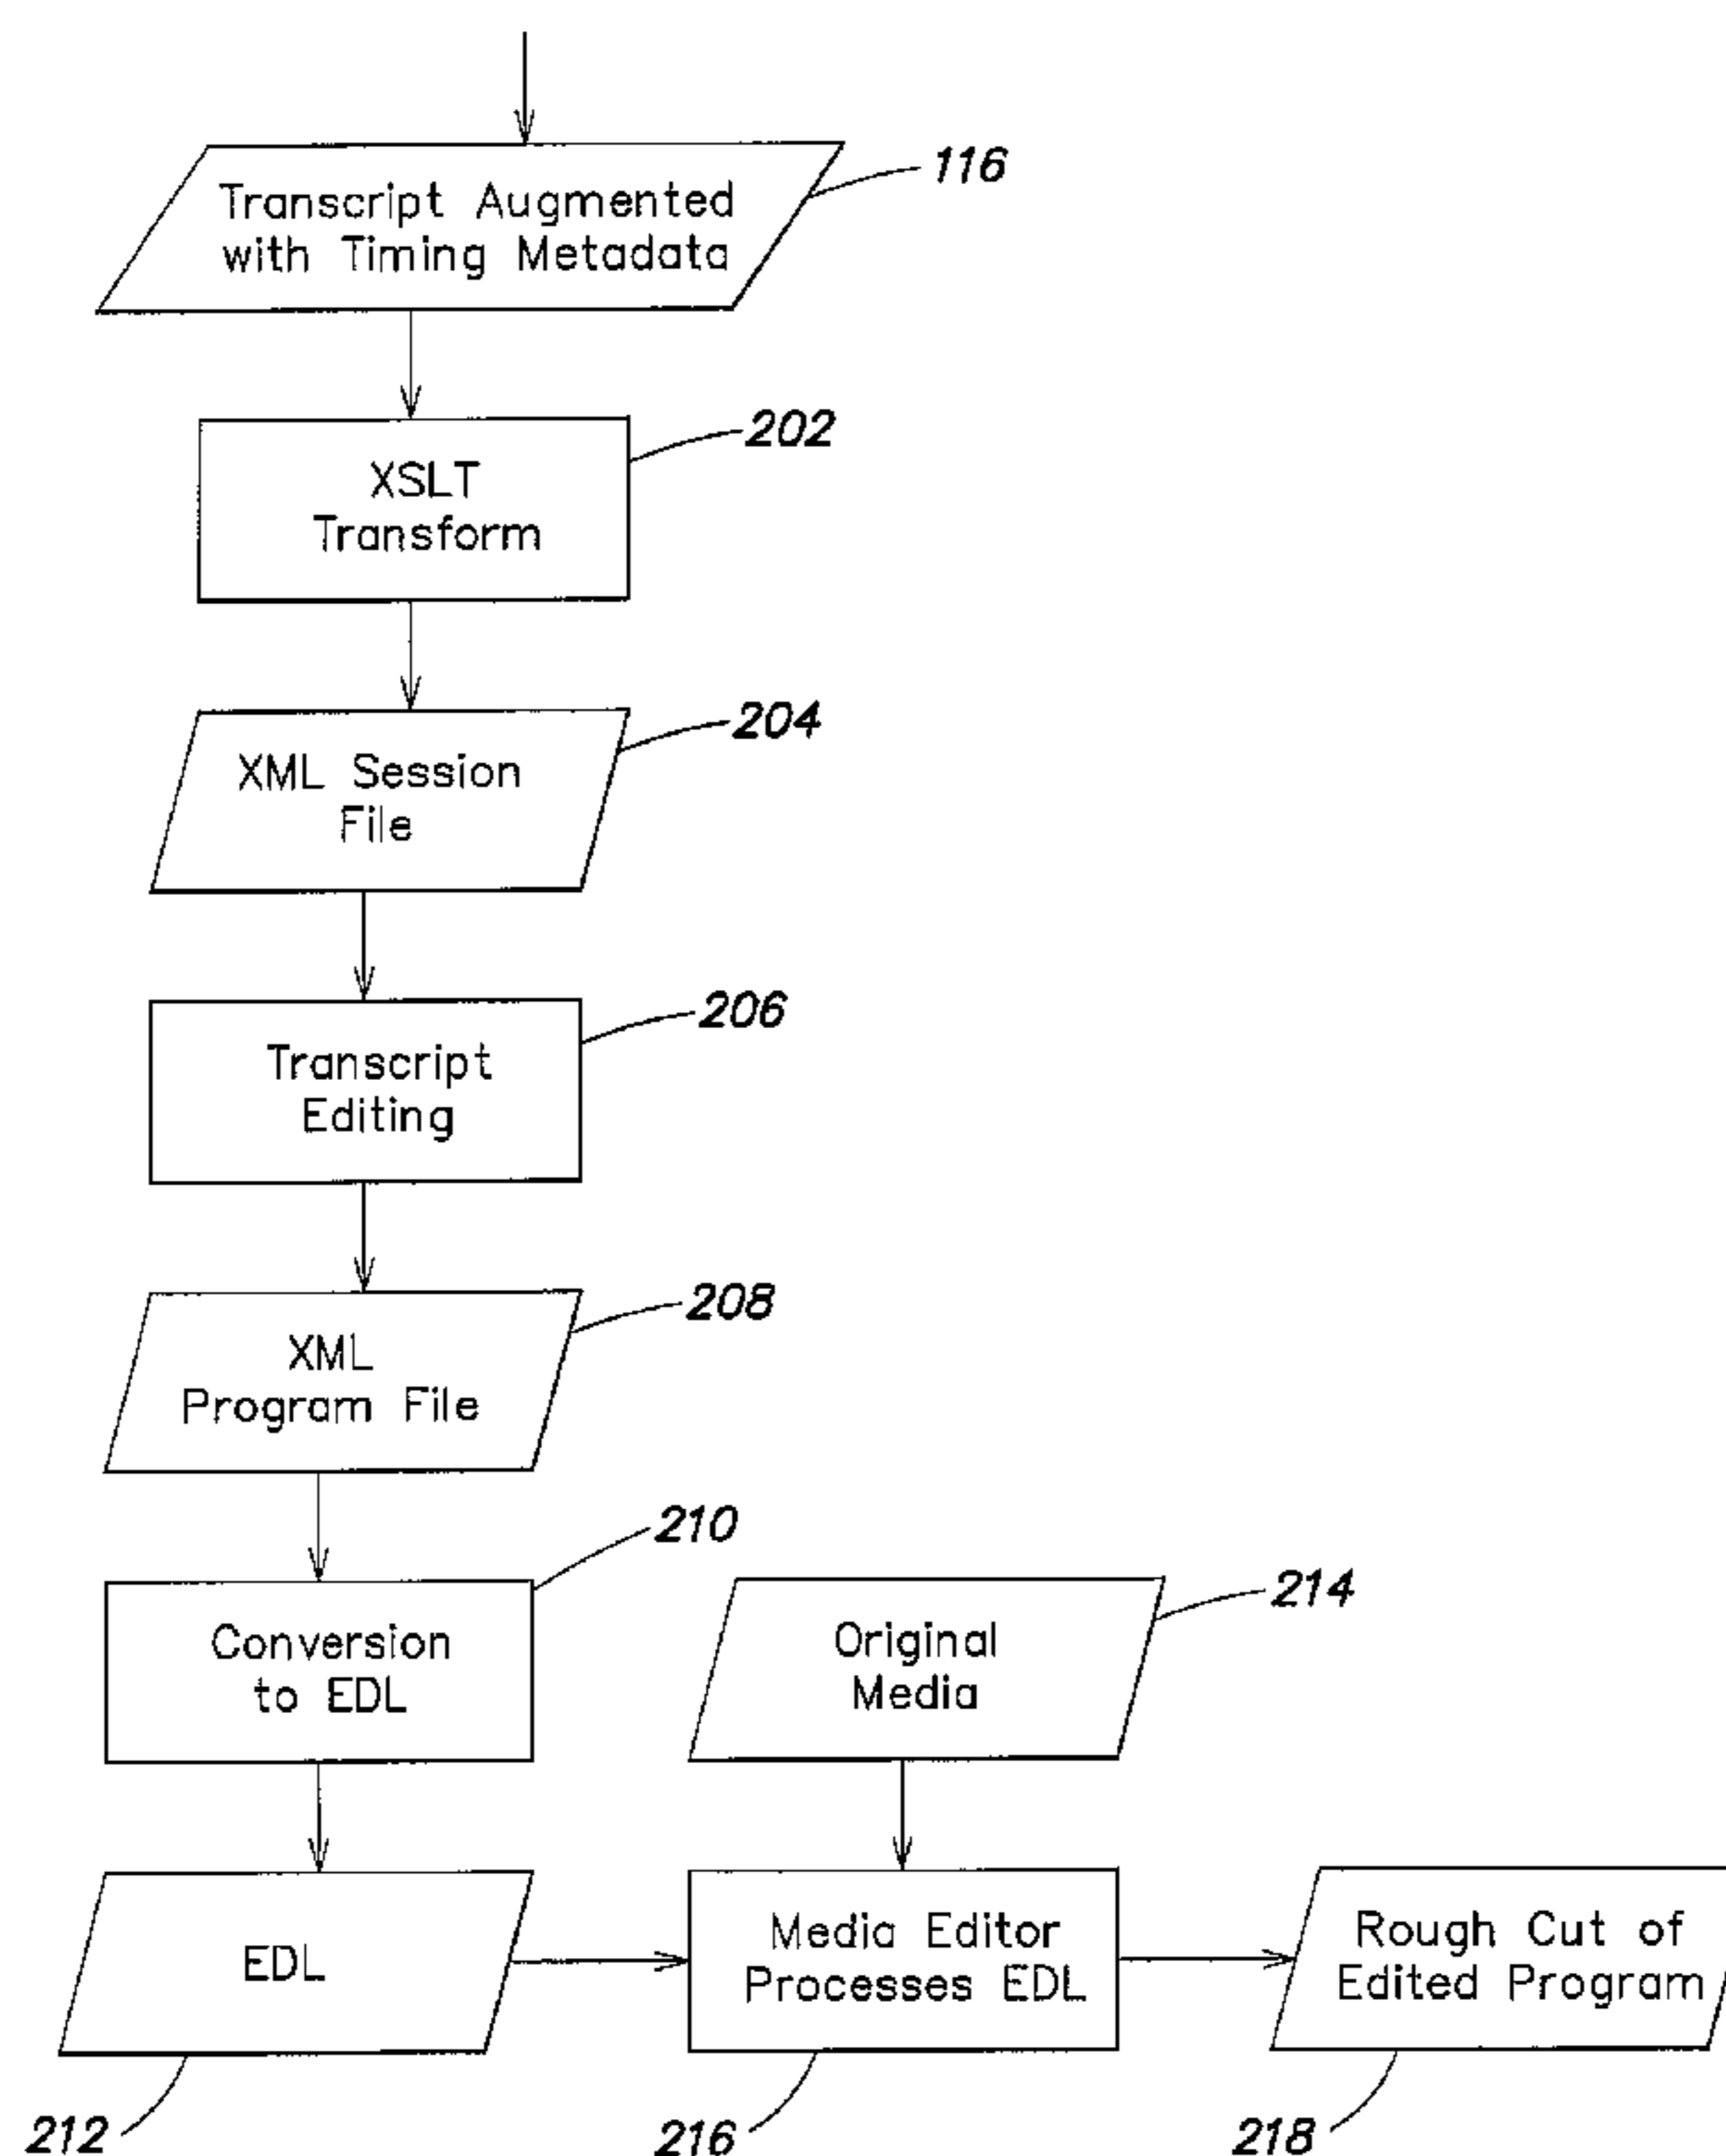 116
Transcript Augmented
with Timing Metadata
202
XSLT
Transform
204
XML Session
File
206
Transcript
Editing
208
XML
Program File
210
Conversion
to EDL
214
Original
Media
EDL
Media Editor
Processes EDL
Rough Cut of
Edited Program
212
216
218